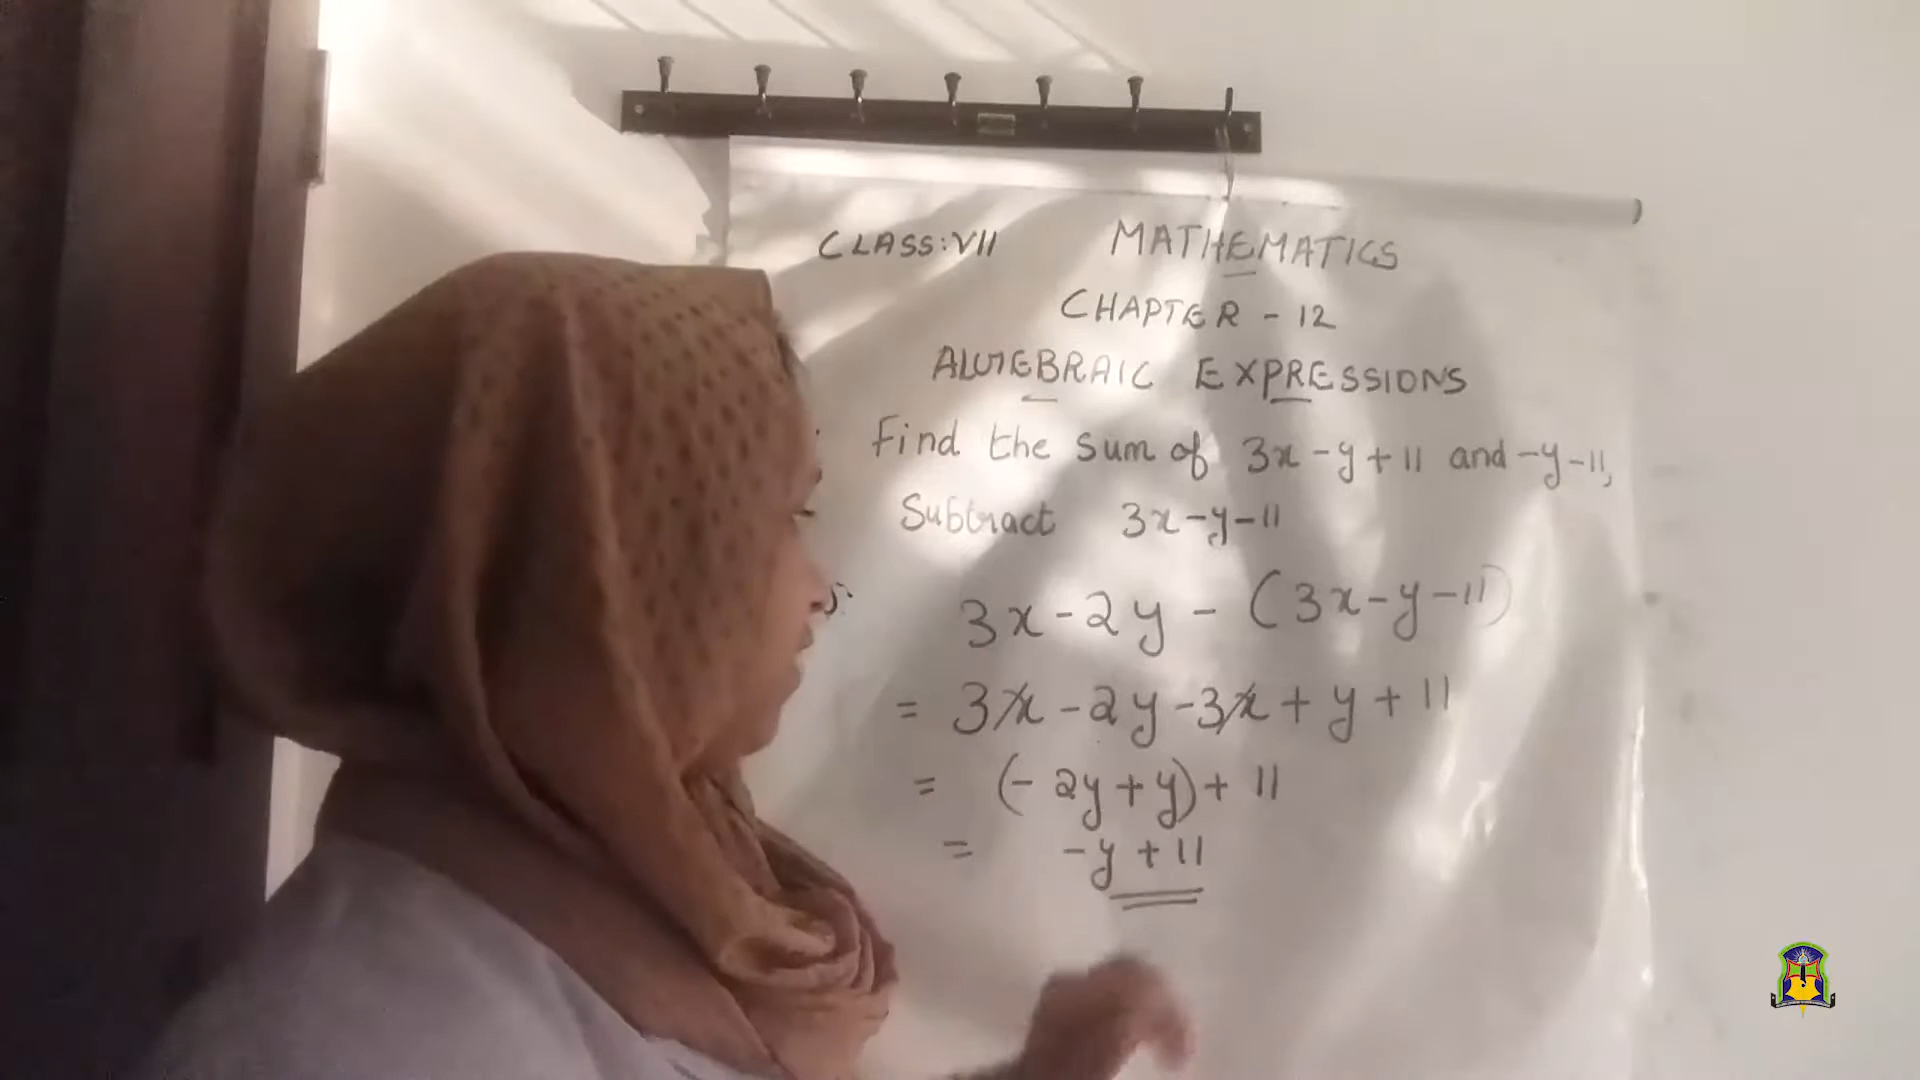 CLASS: VII MATHEMATICS
CHAPTER - 12
ALGEBRAIC EXPRESSIONS
Find the sum of 3x - y + 11 and -y - 11,
Subtract 3x - y - 11
3x - 2y - (3x - y - 11)
= 3x - 2y - 3x + y + 11
= (- 2y + y) + 11
= -y + 11